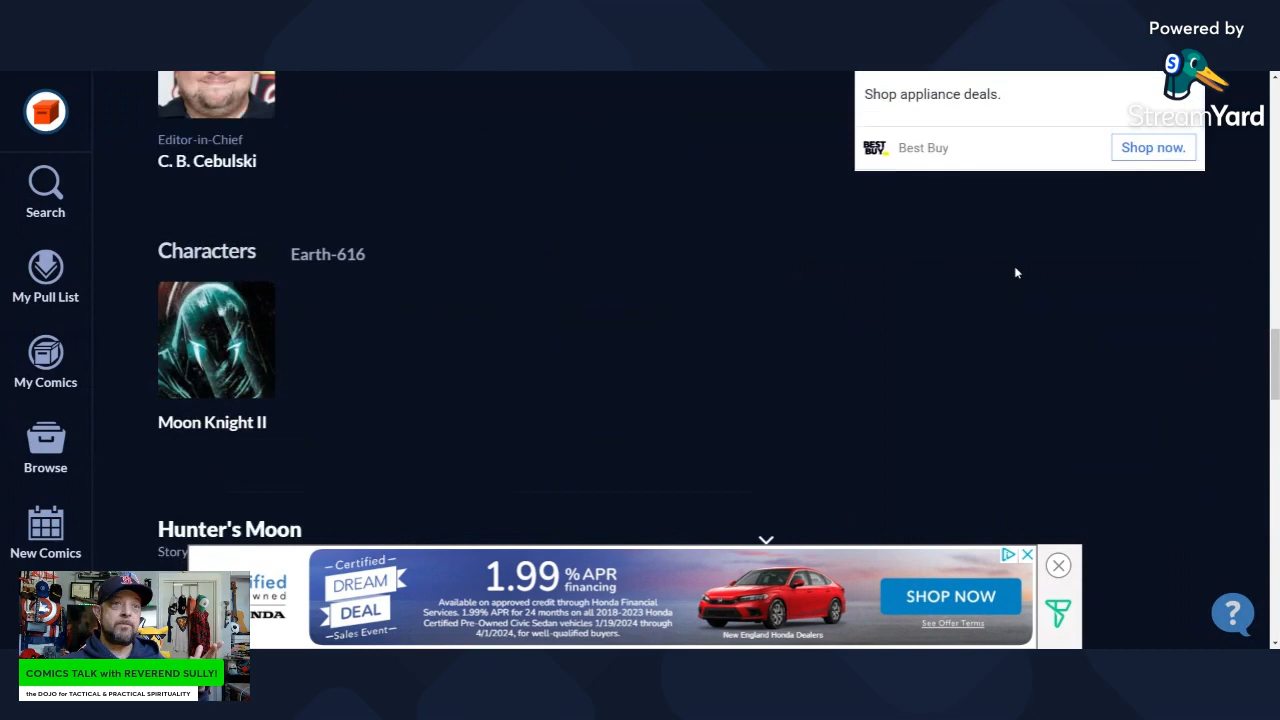 Powered by
StreamYard
Shop appliance deals.
BEST BUY
Best Buy
Shop now.
Editor-in-Chief
C. B. Cebulski
Search
Characters
Earth-616
My Pull List
My Comics
Moon Knight II
Browse
New Comics
Hunter's Moon
Story
Certified
DREAM
DEAL
Sales Event
1.99 % APR
financing
Available on approved credit through Honda Financial
Services. 1.99% APR for 24 months on all 2018-2023 Honda
Certified Pre-Owned Civic Sedan vehicles 1/19/2024 through
4/1/2024, for well-qualified buyers.
New England Honda Dealers
SHOP NOW
See Offer Terms
?
COMICS TALK with REVEREND SULLY!
the DOJO for TACTICAL & PRACTICAL SPIRITUALITY